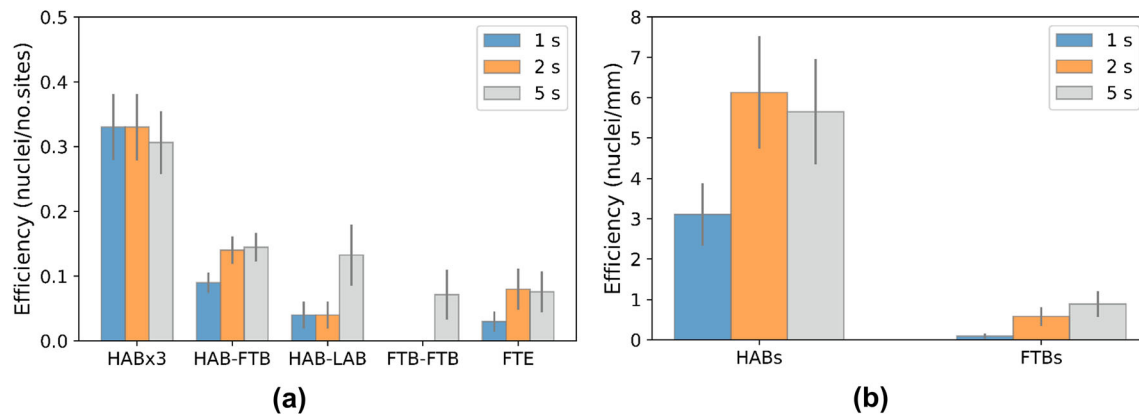 Efficiency (nuclei/no.sites)
0.5
0.4
0.3
0.2
0.1
0.0
1 s
2 s
5 s
HABx3 HAB-FTB HAB-LAB FTB-FTB FTE
(a)
Efficiency (nuclei/mm)
8
7
6
5
4
3
2
1
0
1 s
2 s
5 s
HABs FTBs
(b)